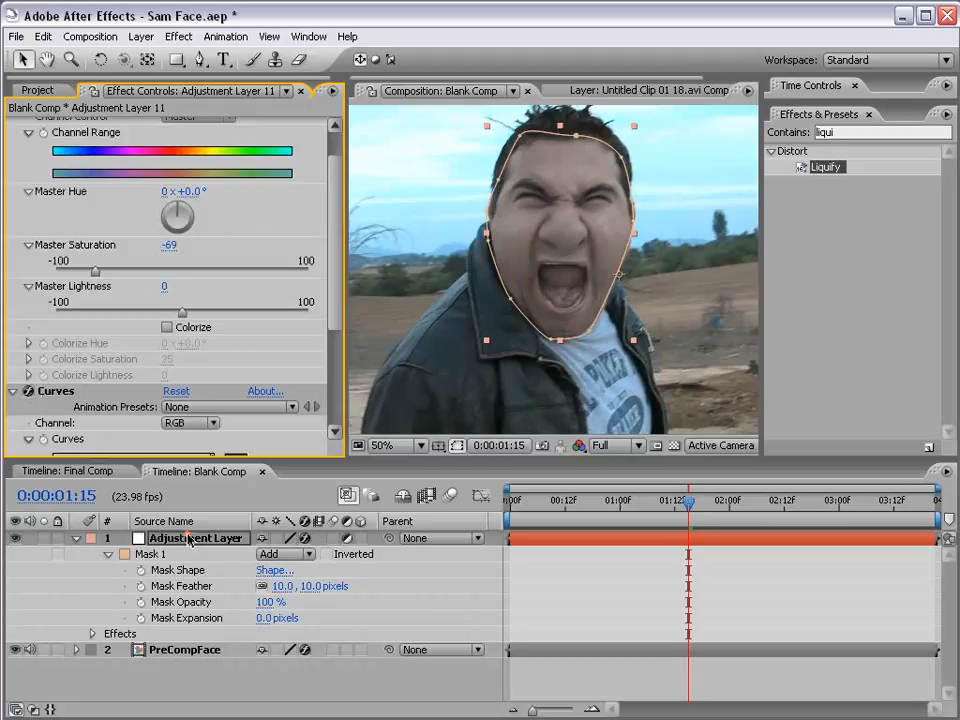 Adobe After Effects - Sam Face.aep *
File Edit Composition Layer Effect Animation View Window Help
Workspace: Standard
Project Effect Controls: Adjustment Layer 11
Composition: Blank Comp Layer: Untitled Clip 01 18.avi Comp
Time Controls
Blank Comp * Adjustment Layer 11
Effects & Presets
Channel Control Master
Contains: liqui
Channel Range
Distort
Liquify
Master Hue 0 x +0.0°
Master Saturation -69
-100 100
Master Lightness 0
-100 100
Colorize
Colorize Hue 0 x +0.0°
Colorize Saturation 25
Colorize Lightness 0
Curves Reset About...
Animation Presets: None
Channel: RGB
Curves
50% 0:00:01:15 Full Active Camera
Timeline: Final Comp Timeline: Blank Comp
0:00:01:15 (23.98 fps)
:00F 00:12F 01:00F 01:12F 02:00F 02:12F 03:00F 03:12F 04
# Source Name Parent
1 Adjustment Layer None
Mask 1 Add Inverted
Mask Shape Shape...
Mask Feather 10.0, 10.0 pixels
Mask Opacity 100 %
Mask Expansion 0.0 pixels
Effects
2 PreCompFace None